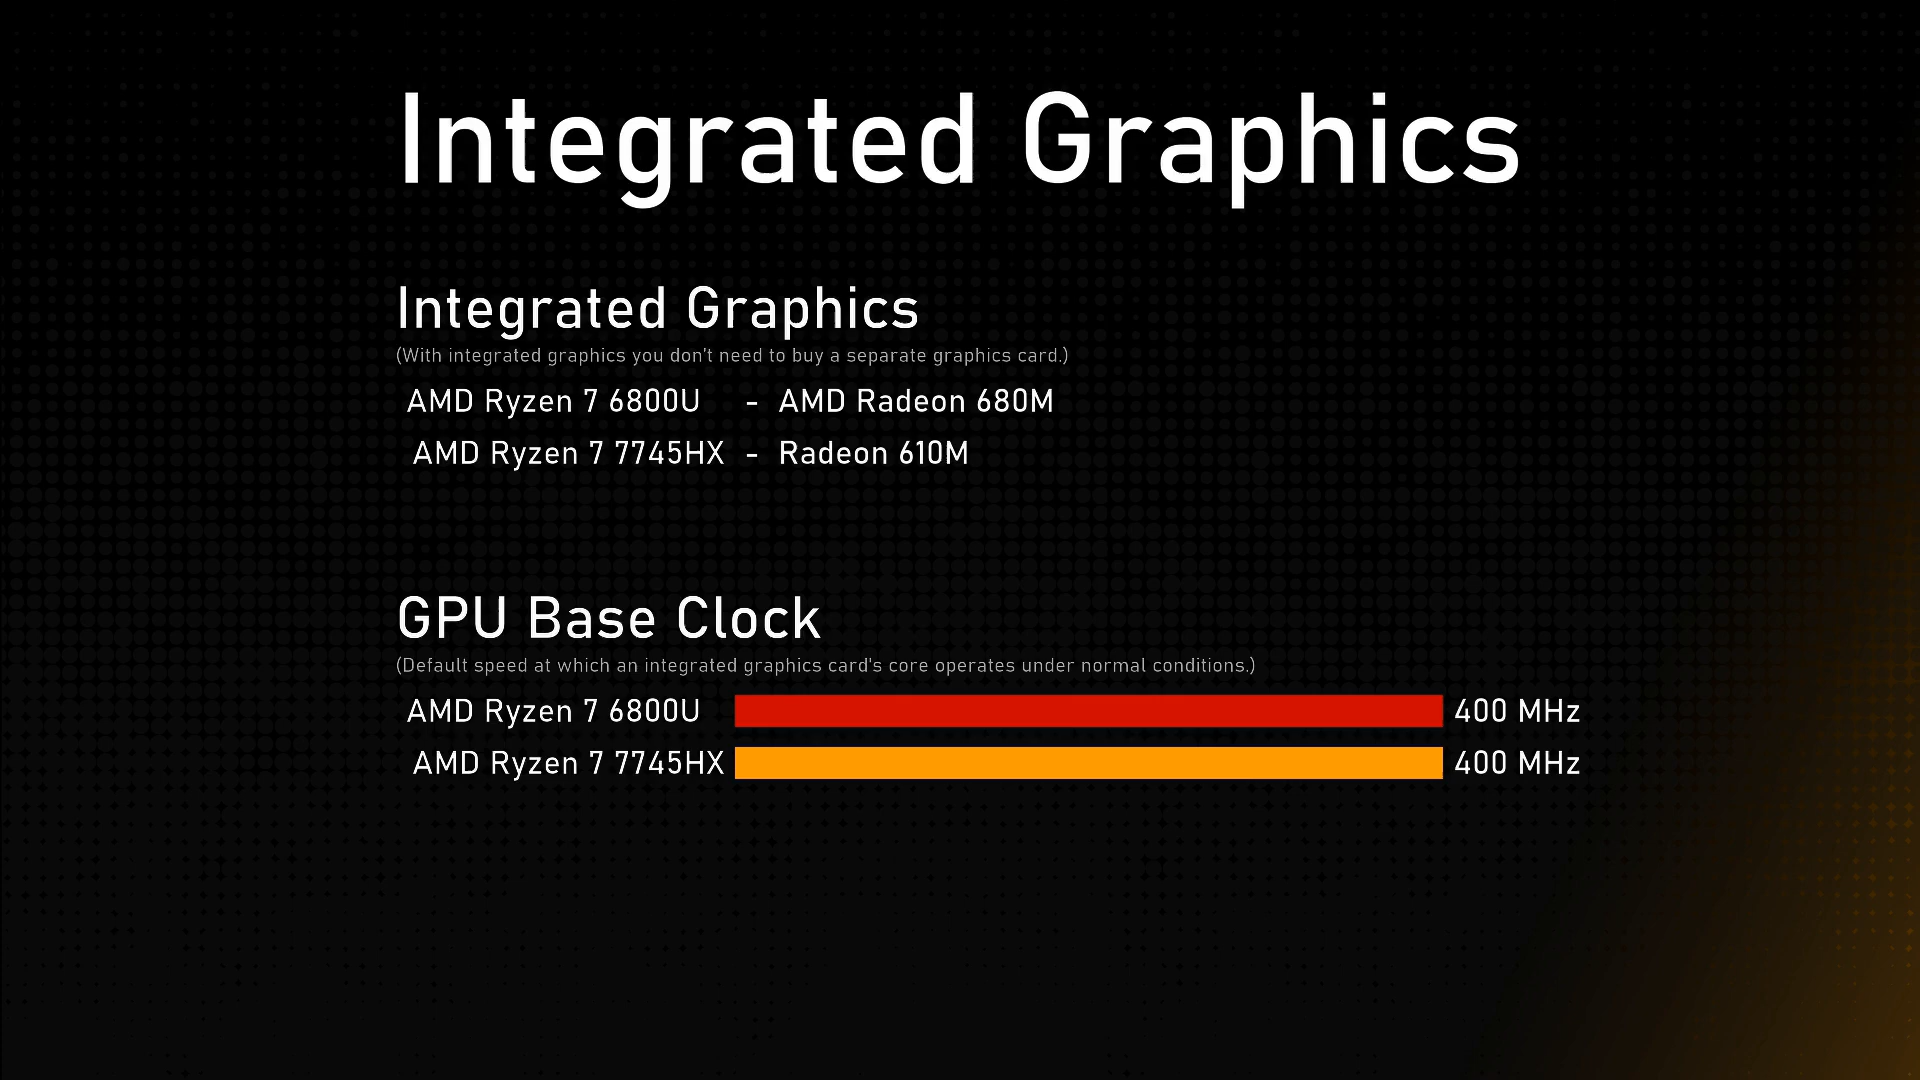 Integrated Graphics
Integrated Graphics
(With integrated graphics you don't need to buy a separate graphics card.)
AMD Ryzen 7 6800U - AMD Radeon 680M
AMD Ryzen 7 7745HX - Radeon 610M
GPU Base Clock
(Default speed at which an integrated graphics card's core operates under normal conditions.)
AMD Ryzen 7 6800U 400 MHz
AMD Ryzen 7 7745HX 400 MHz